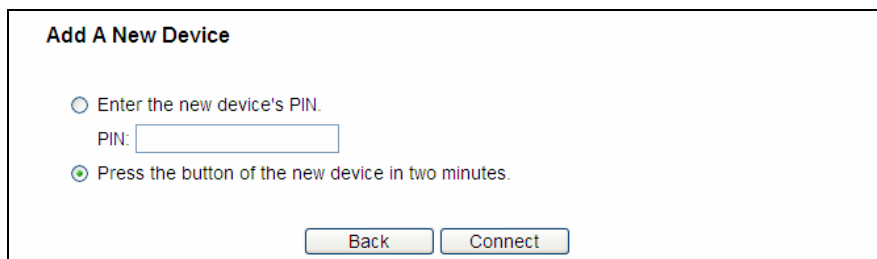 Add A New Device
Enter the new device's PIN.
PIN:
Press the button of the new device in two minutes.
Back Connect